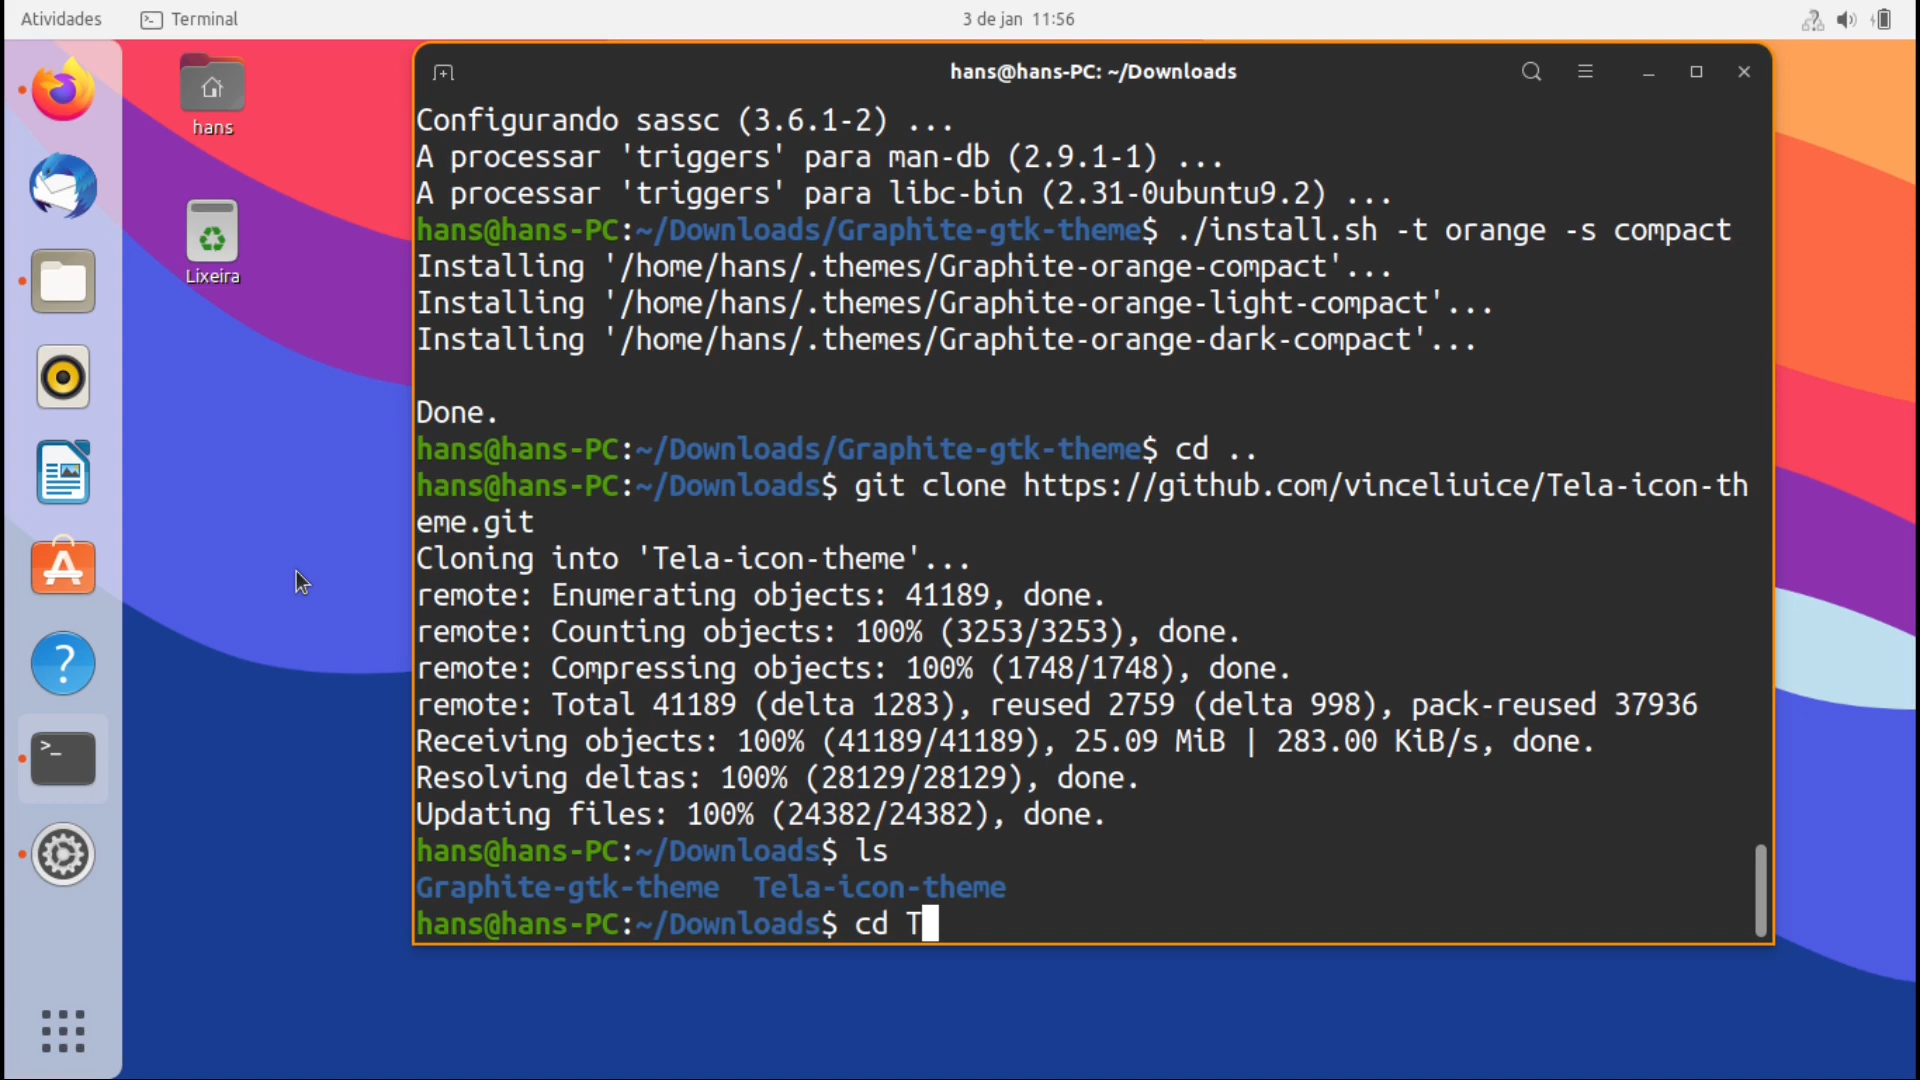 Atividades
Terminal
3 de jan 11:56
hans
Lixeira
hans@hans-PC: ~/Downloads
Configurando sassc (3.6.1-2) ...
A processar 'triggers' para man-db (2.9.1-1) ...
A processar 'triggers' para libc-bin (2.31-0ubuntu9.2) ...
hans@hans-PC:~/Downloads/Graphite-gtk-theme$ ./install.sh -t orange -s compact
Installing '/home/hans/.themes/Graphite-orange-compact'...
Installing '/home/hans/.themes/Graphite-orange-light-compact'...
Installing '/home/hans/.themes/Graphite-orange-dark-compact'...
Done.
hans@hans-PC:~/Downloads/Graphite-gtk-theme$ cd ..
hans@hans-PC:~/Downloads$ git clone https://github.com/vinceliuice/Tela-icon-th
eme.git
Cloning into 'Tela-icon-theme'...
remote: Enumerating objects: 41189, done.
remote: Counting objects: 100% (3253/3253), done.
remote: Compressing objects: 100% (1748/1748), done.
remote: Total 41189 (delta 1283), reused 2759 (delta 998), pack-reused 37936
Receiving objects: 100% (41189/41189), 25.09 MiB | 283.00 KiB/s, done.
Resolving deltas: 100% (28129/28129), done.
Updating files: 100% (24382/24382), done.
hans@hans-PC:~/Downloads$ ls
Graphite-gtk-theme  Tela-icon-theme
hans@hans-PC:~/Downloads$ cd T